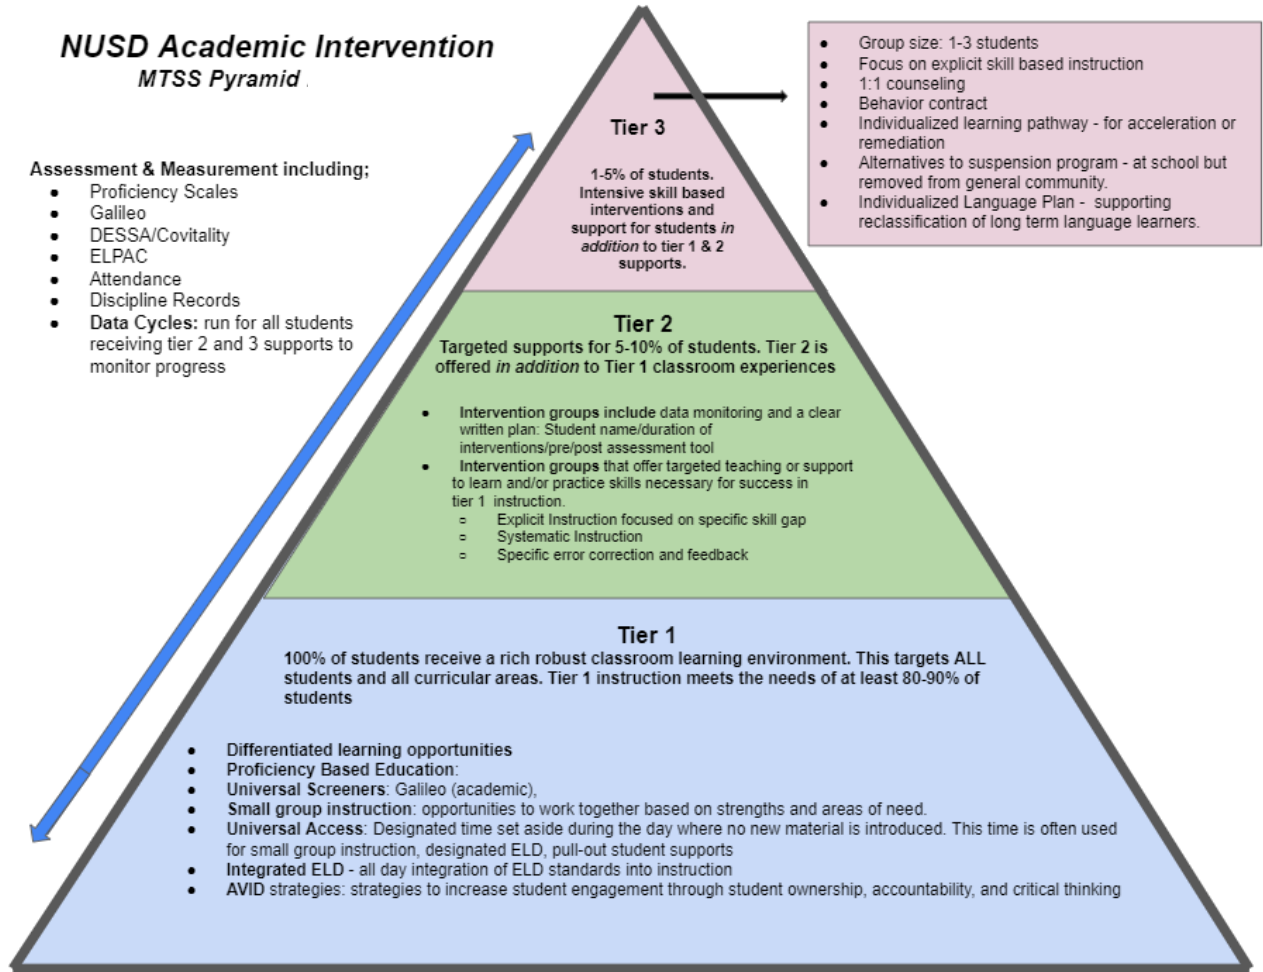 NUSD Academic Intervention
MTSS Pyramid
Assessment & Measurement including;
● Proficiency Scales
● Galileo
● DESSA/Covitality
● ELPAC
● Attendance
● Discipline Records
● Data Cycles: run for all students
receiving tier 2 and 3 supports to
monitor progress
Tier 3
1-5% of students.
Intensive skill based
interventions and
support for students in
addition to tier 1 & 2
supports.
● Group size: 1-3 students
● Focus on explicit skill based instruction
● 1:1 counseling
● Behavior contract
● Individualized learning pathway - for acceleration or
remediation
● Alternatives to suspension program - at school but
removed from general community.
● Individualized Language Plan - supporting
reclassification of long term language learners.
Tier 2
Targeted supports for 5-10% of students. Tier 2 is
offered in addition to Tier 1 classroom experiences
● Intervention groups include data monitoring and a clear
written plan: Student name/duration of
interventions/pre/post assessment tool
● Intervention groups that offer targeted teaching or support
to learn and/or practice skills necessary for success in
tier 1 instruction.
○ Explicit Instruction focused on specific skill gap
○ Systematic Instruction
○ Specific error correction and feedback
Tier 1
100% of students receive a rich robust classroom learning environment. This targets ALL
students and all curricular areas. Tier 1 instruction meets the needs of at least 80-90% of
students
● Differentiated learning opportunities
● Proficiency Based Education:
● Universal Screeners: Galileo (academic),
● Small group instruction: opportunities to work together based on strengths and areas of need.
● Universal Access: Designated time set aside during the day where no new material is introduced. This time is often used
for small group instruction, designated ELD, pull-out student supports
● Integrated ELD - all day integration of ELD standards into instruction
● AVID strategies: strategies to increase student engagement through student ownership, accountability, and critical thinking